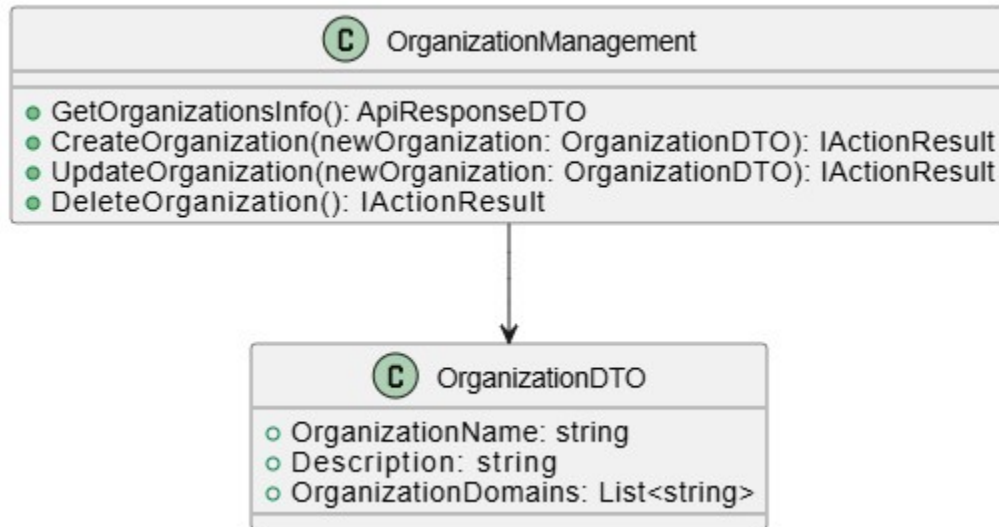 C OrganizationManagement
GetOrganizationsInfo(): ApiResponseDTO
CreateOrganization(newOrganization: OrganizationDTO): IActionResult
UpdateOrganization(newOrganization: OrganizationDTO): IActionResult
DeleteOrganization(): IActionResult
C OrganizationDTO
OrganizationName: string
Description: string
OrganizationDomains: List<string>